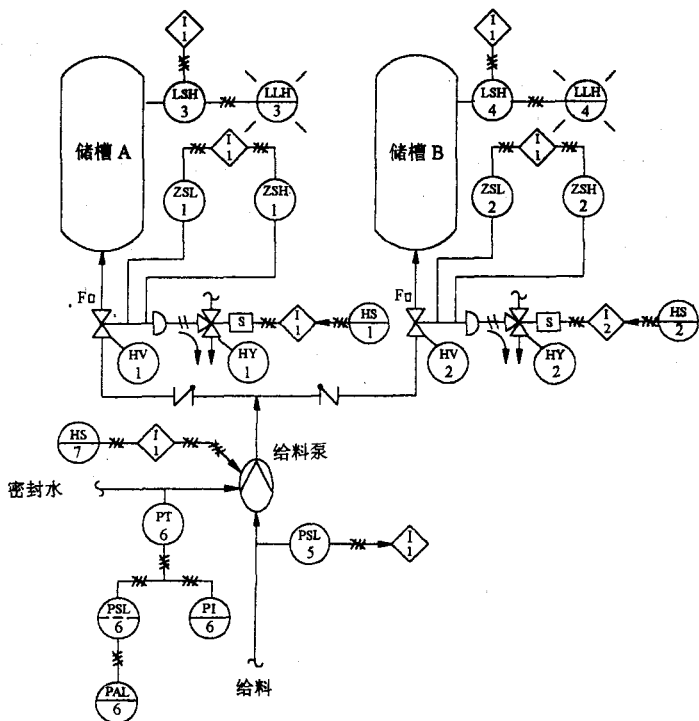 I
1
I
1
LSH
3
LLH
3
LSH
4
LLH
4
储槽 A
I
1
储槽 B
I
1
ZSL
1
ZSH
1
ZSL
2
ZSH
2
F
F
S
I
1
HS
1
S
I
2
HS
2
HV
1
HY
1
HV
2
HY
2
HS
7
I
1
给料泵
密封水
PT
6
PSL
5
I
1
PSL
6
PI
6
PAL
6
给料